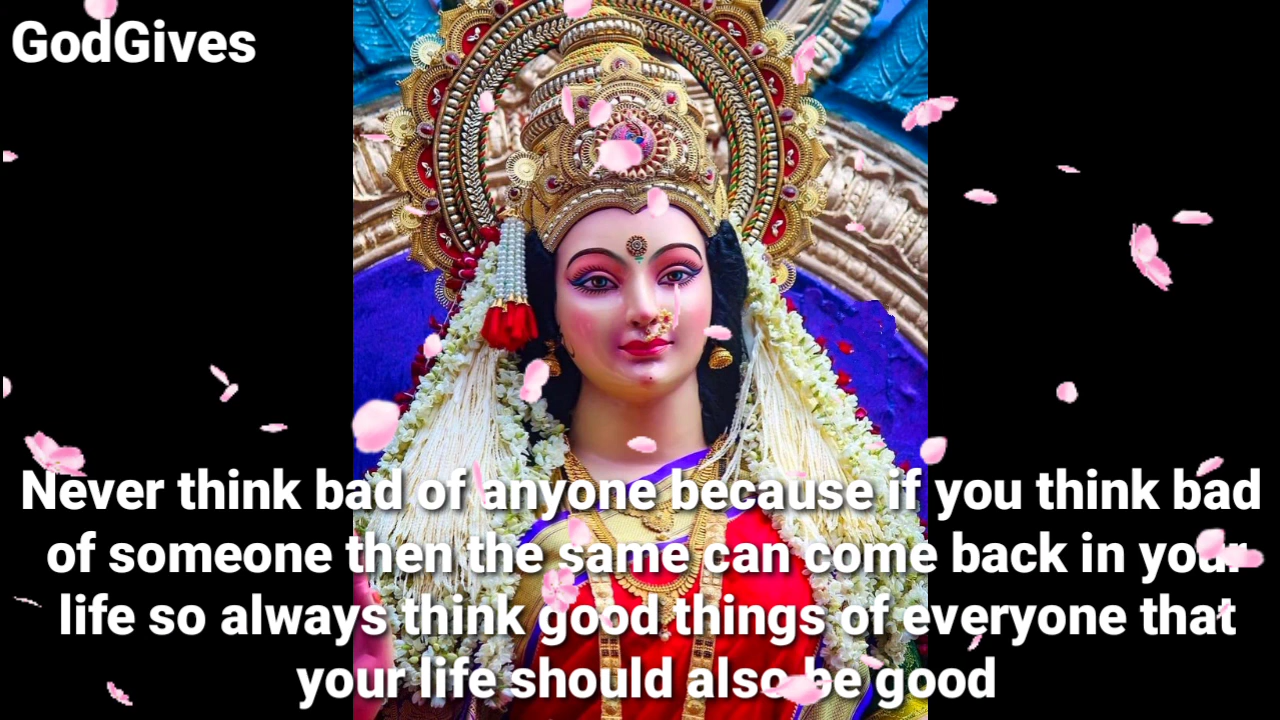 GodGives
Never think bad of anyone because if you think bad
of someone then the same can come back in your
life so always think good things of everyone that
your life should also be good